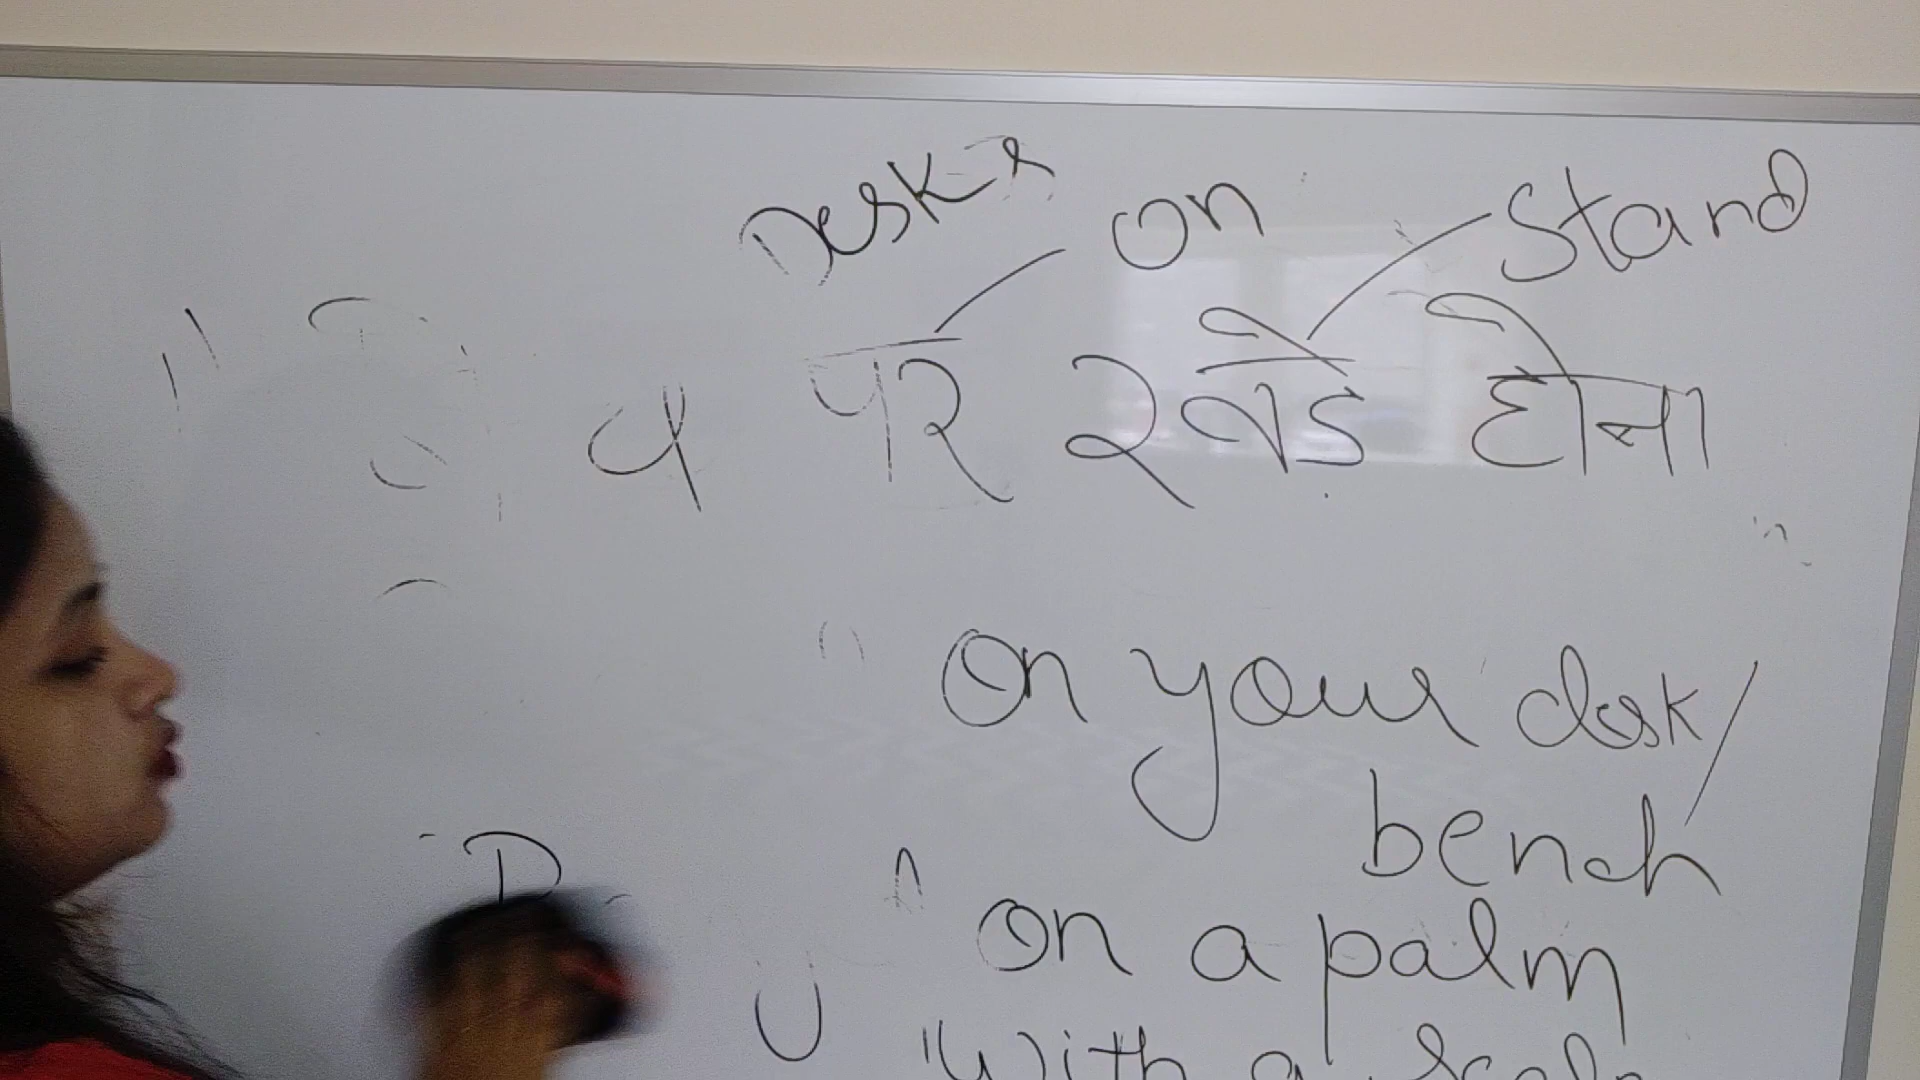 Desk on Stand
पर खड़े होना
on your desk/
bench
on a palm
with a scale